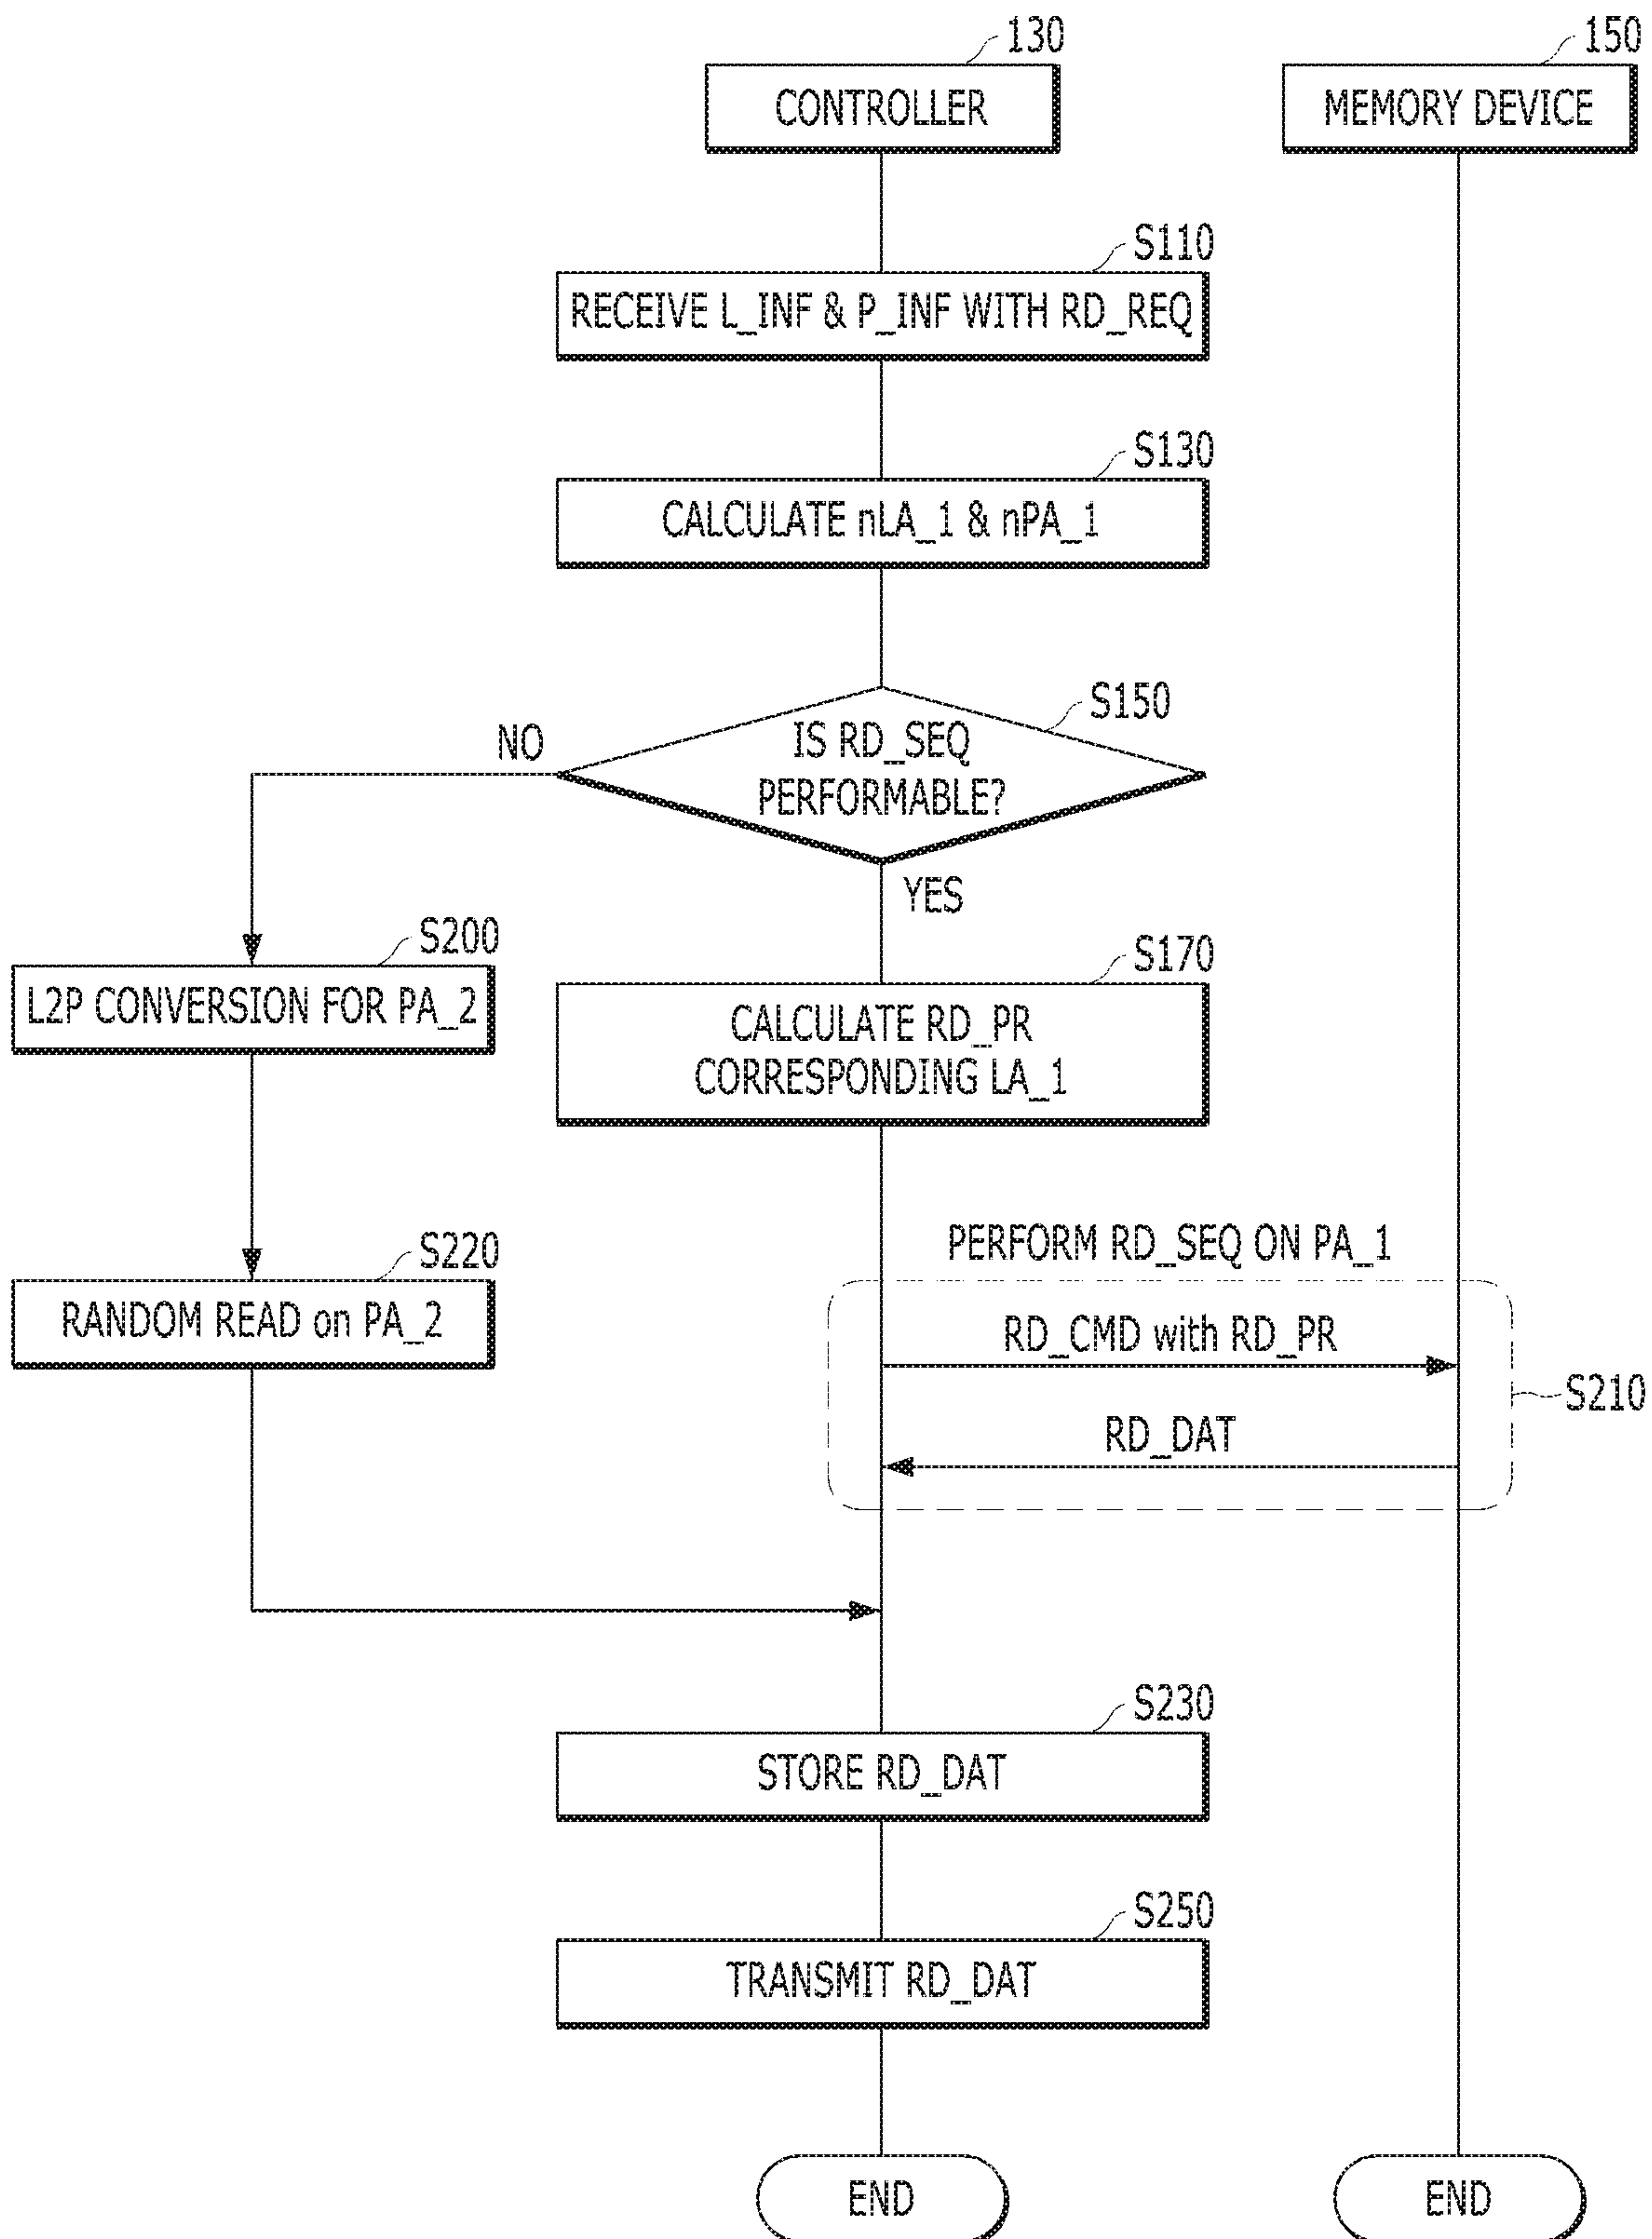 130
150
CONTROLLER
MEMORY DEVICE
S110
RECEIVE L_INF & P_INF WITH RD_REQ
S130
CALCULATE nLA_1 & nPA_1
S150
NO
IS RD_SEQ
PERFORMABLE?
YES
S200
L2P CONVERSION FOR PA_2
S170
CALCULATE RD_PR
CORRESPONDING LA_1
S220
RANDOM READ on PA_2
PERFORM RD_SEQ ON PA_1
RD_CMD with RD_PR
S210
RD_DAT
S230
STORE RD_DAT
S250
TRANSMIT RD_DAT
END
END